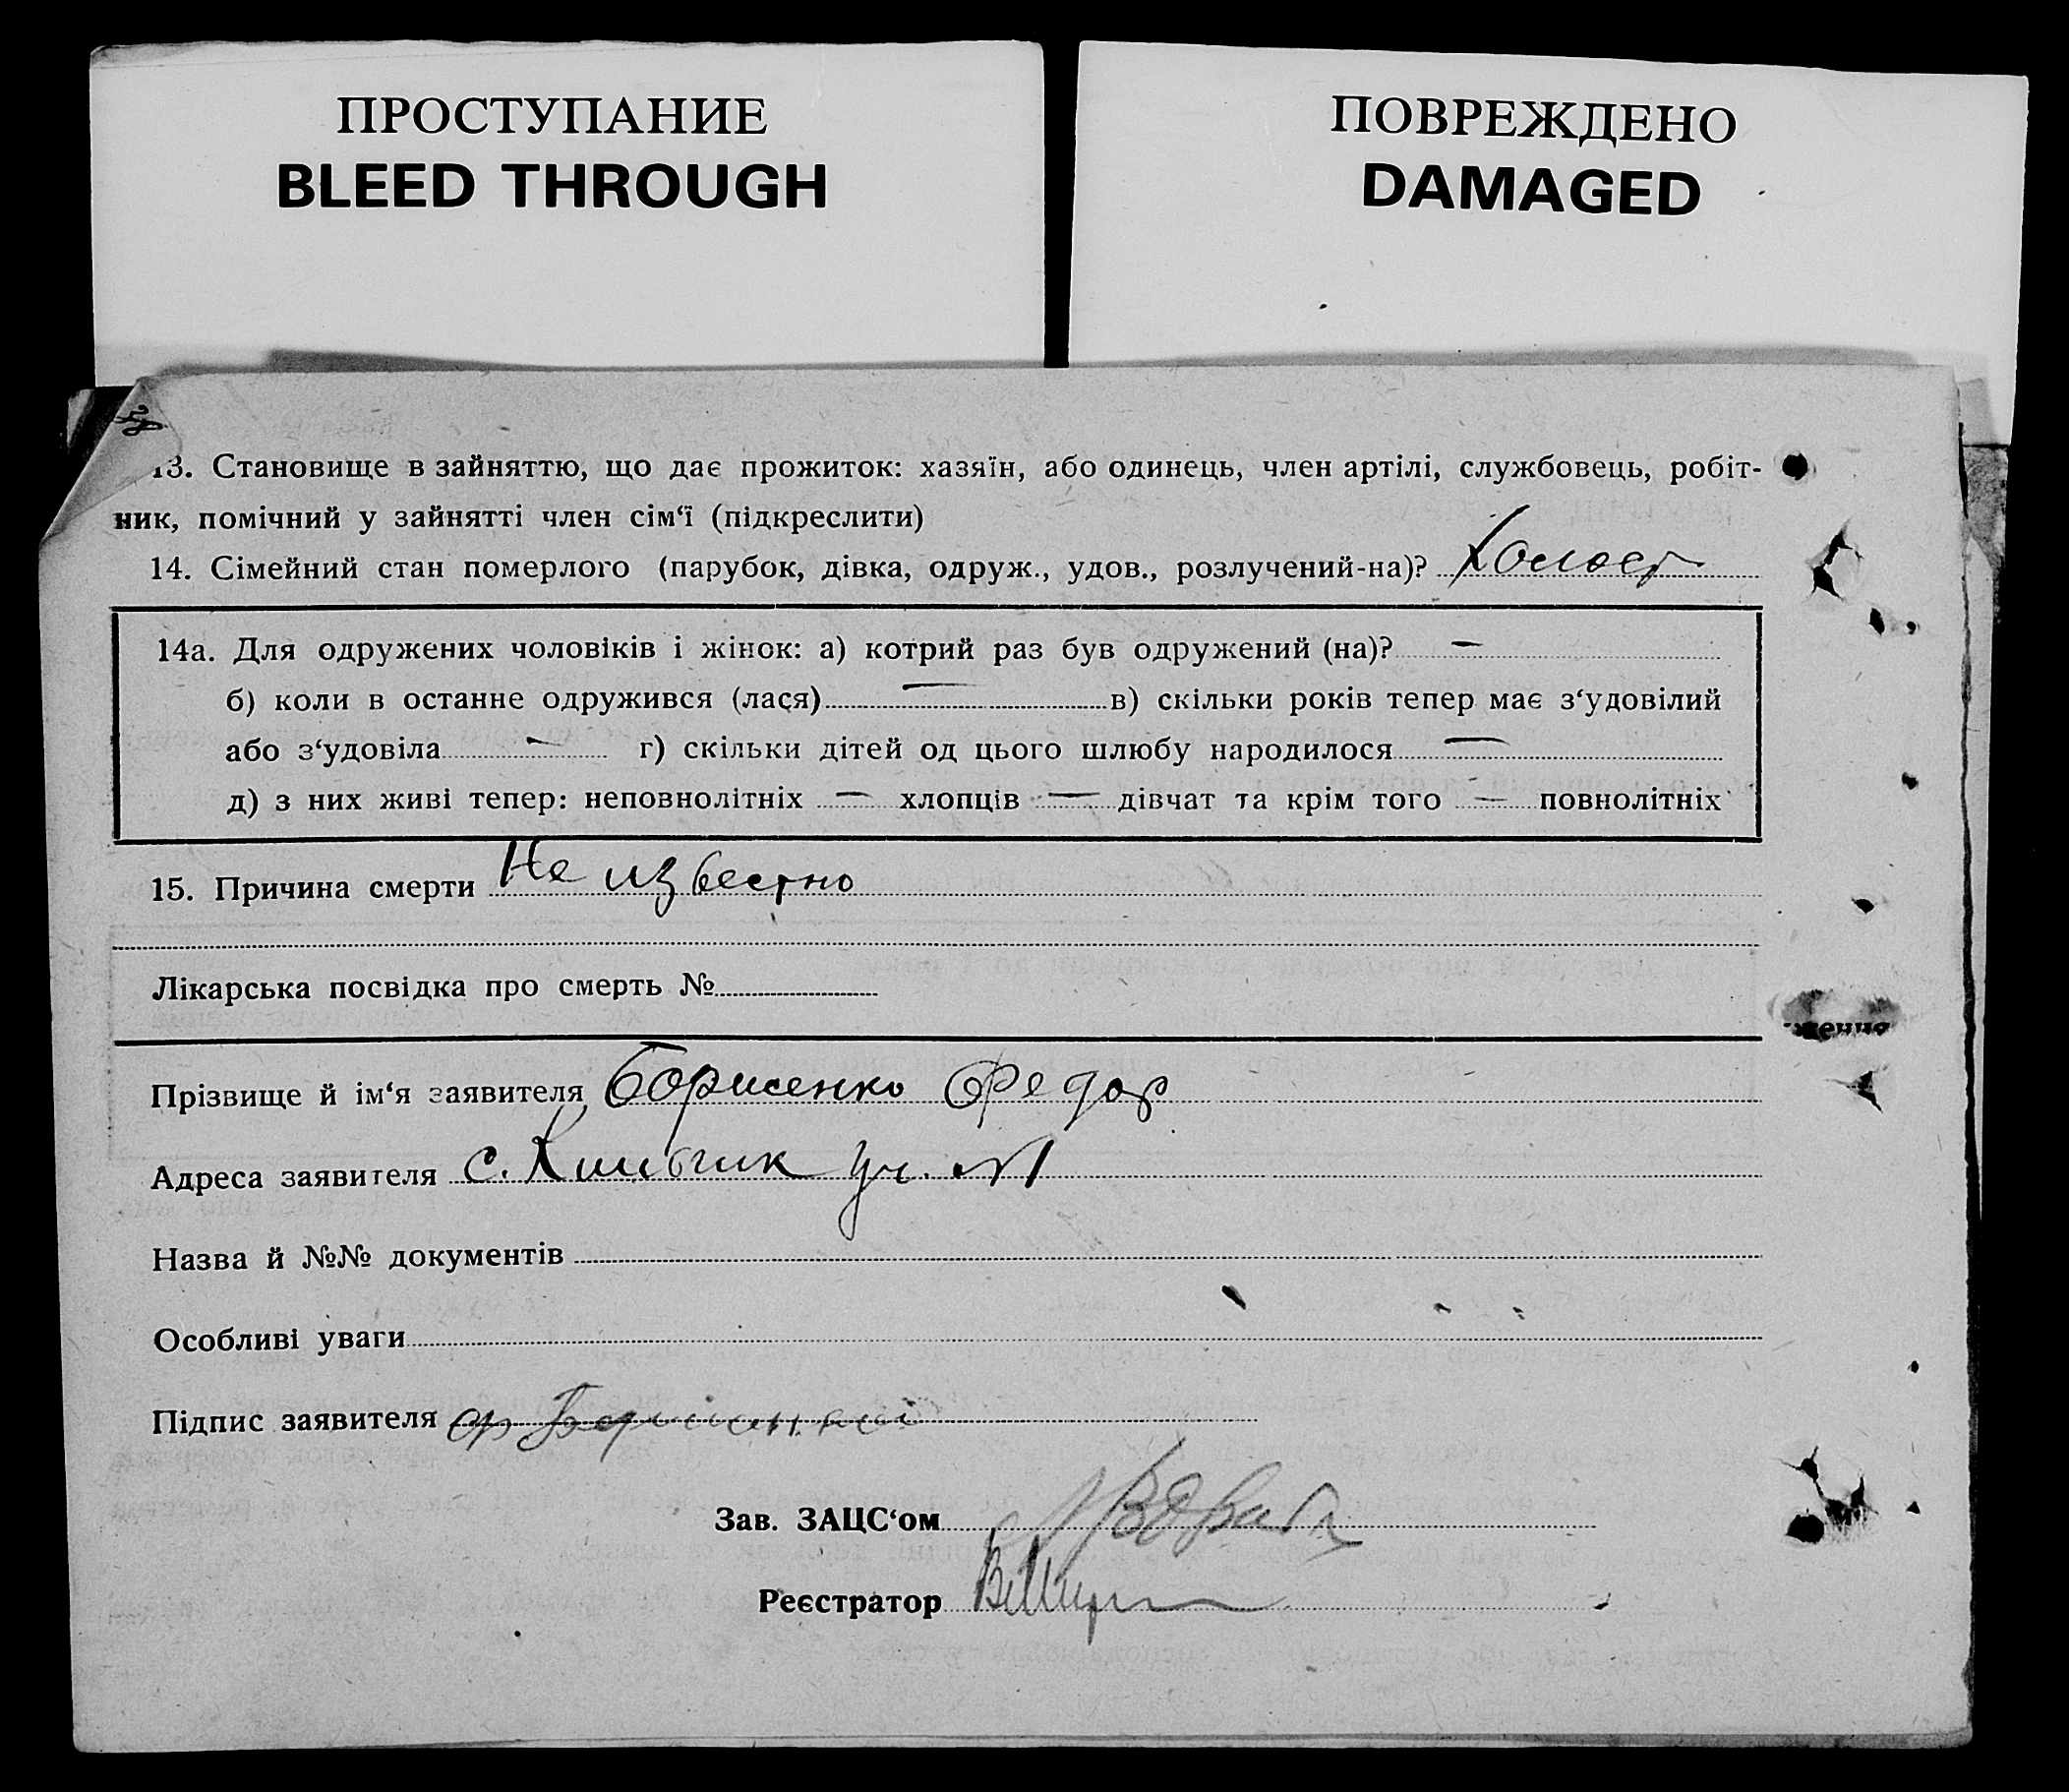 ПРОСТУПАНИЕ
BLEED THROUGH
ПОВРЕЖДЕНО
DAMAGED
13. Становище в зайняттю, що дає прожиток: хазяїн, або одинець, член артілі, службовець, робіт-
ник, помічний у зайнятті член сім‘ї (підкреслити)
14. Сімейний стан померлого (парубок, дівка, одруж., удов., розлучений-на)? Холост
14а. Для одружених чоловіків і жінок: а) котрий раз був одружений (на)? —
б) коли в останне одружився (лася) — в) скільки років тепер має з‘удовілий
або з‘удовіла — г) скільки дітей од цього шлюбу народилося —
д) з них живі тепер: неповнолітніх — хлопців — дівчат та крім того — повнолітніх
15. Причина смерти Не известно
Лікарська посвідка про смерть №
жения
Прізвище й ім‘я заявителя Борисенко Федор
Адреса заявителя с. уч. №1
Назва й №№ документів
Особливі уваги
Підпис заявителя
Зав. ЗАЦС‘ом
Реєстратор